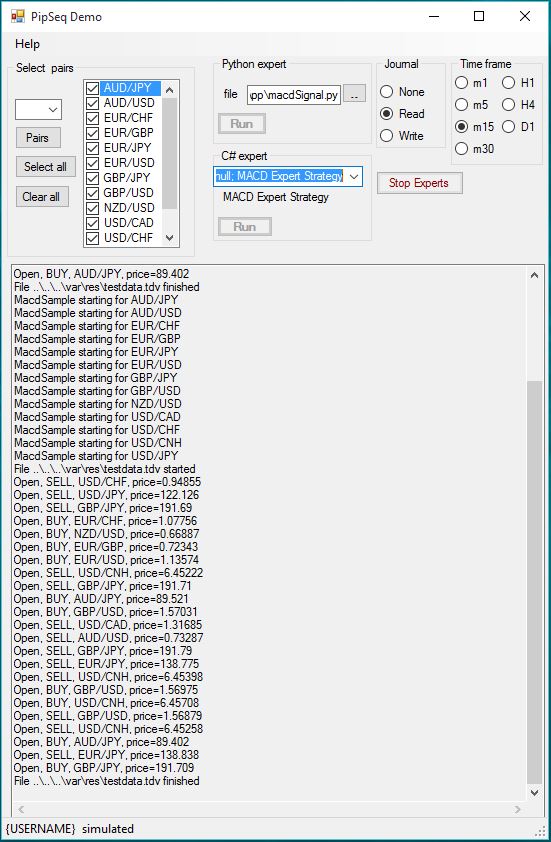 PipSeq Demo
Help
Select pairs
Pairs
Select all
Clear all
AUD/JPY
AUD/USD
EUR/CHF
EUR/GBP
EUR/JPY
EUR/USD
GBP/JPY
GBP/USD
NZD/USD
USD/CAD
USD/CHF
Python expert
file
pp\macdSignal.py
..
Run
C# expert
null; MACD Expert Strategy
MACD Expert Strategy
Run
Journal
None
Read
Write
Time frame
m1
H1
m5
H4
m15
D1
m30
Stop Experts
Open, BUY, AUD/JPY, price=89.402
File ..\..\..\var\res\testdata.tdv finished
MacdSample starting for AUD/JPY
MacdSample starting for AUD/USD
MacdSample starting for EUR/CHF
MacdSample starting for EUR/GBP
MacdSample starting for EUR/JPY
MacdSample starting for EUR/USD
MacdSample starting for GBP/JPY
MacdSample starting for GBP/USD
MacdSample starting for NZD/USD
MacdSample starting for USD/CAD
MacdSample starting for USD/CHF
MacdSample starting for USD/CNH
MacdSample starting for USD/JPY
File ..\..\..\var\res\testdata.tdv started
Open, SELL, USD/CHF, price=0.94855
Open, SELL, USD/JPY, price=122.126
Open, SELL, GBP/JPY, price=191.69
Open, BUY, EUR/CHF, price=1.07756
Open, BUY, NZD/USD, price=0.66887
Open, BUY, EUR/GBP, price=0.72343
Open, BUY, EUR/USD, price=1.13574
Open, SELL, USD/CNH, price=6.45222
Open, SELL, GBP/JPY, price=191.71
Open, BUY, AUD/JPY, price=89.521
Open, BUY, GBP/USD, price=1.57031
Open, SELL, USD/CAD, price=1.31685
Open, SELL, AUD/USD, price=0.73287
Open, SELL, GBP/JPY, price=191.79
Open, SELL, EUR/JPY, price=138.775
Open, SELL, USD/CNH, price=6.45398
Open, BUY, GBP/USD, price=1.56975
Open, BUY, USD/CNH, price=6.45708
Open, SELL, GBP/USD, price=1.56879
Open, SELL, USD/CNH, price=6.45258
Open, BUY, AUD/JPY, price=89.402
Open, SELL, EUR/JPY, price=138.838
Open, BUY, GBP/JPY, price=191.709
File ..\..\..\var\res\testdata.tdv finished
{USERNAME} simulated